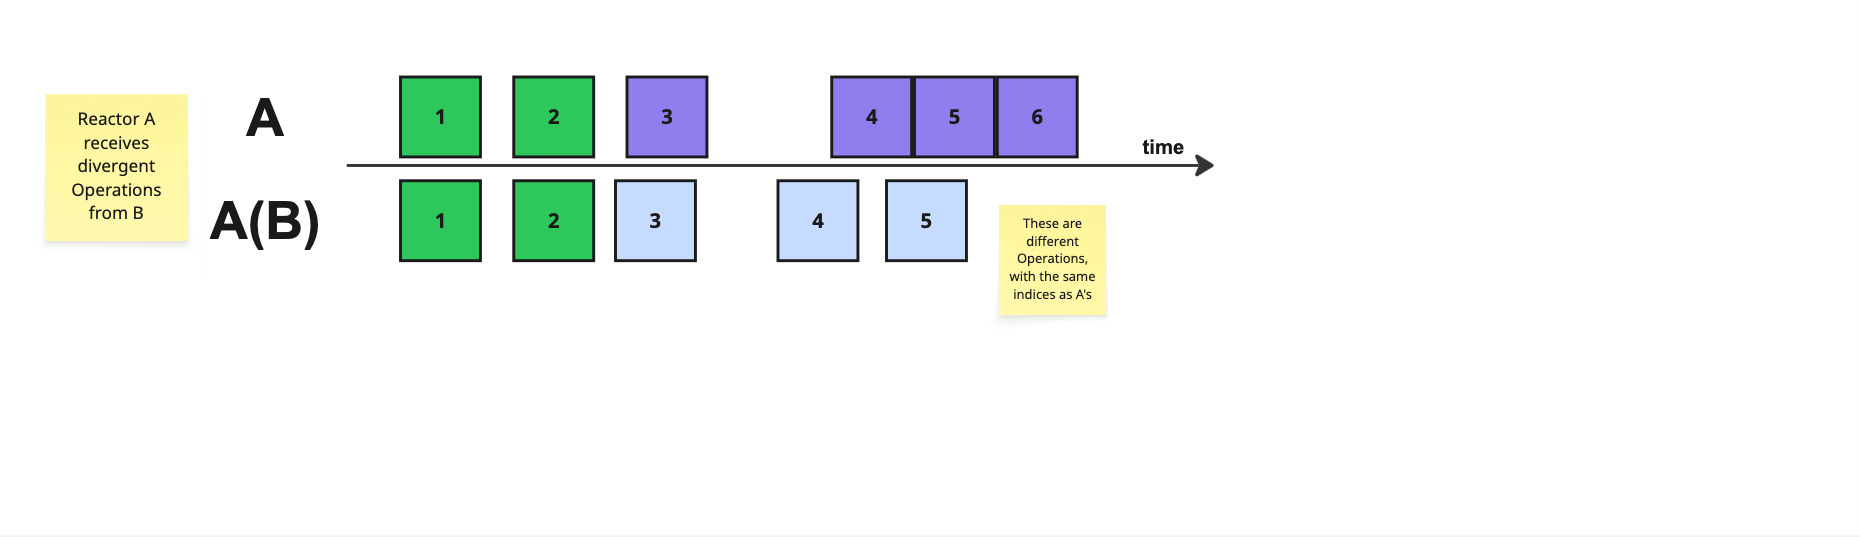 Reactor A
receives
divergent
Operations
from B
A
1
2
3
4
5
6
time
A(B)
1
2
3
4
5
These are
different
Operations,
with the same
indices as A's